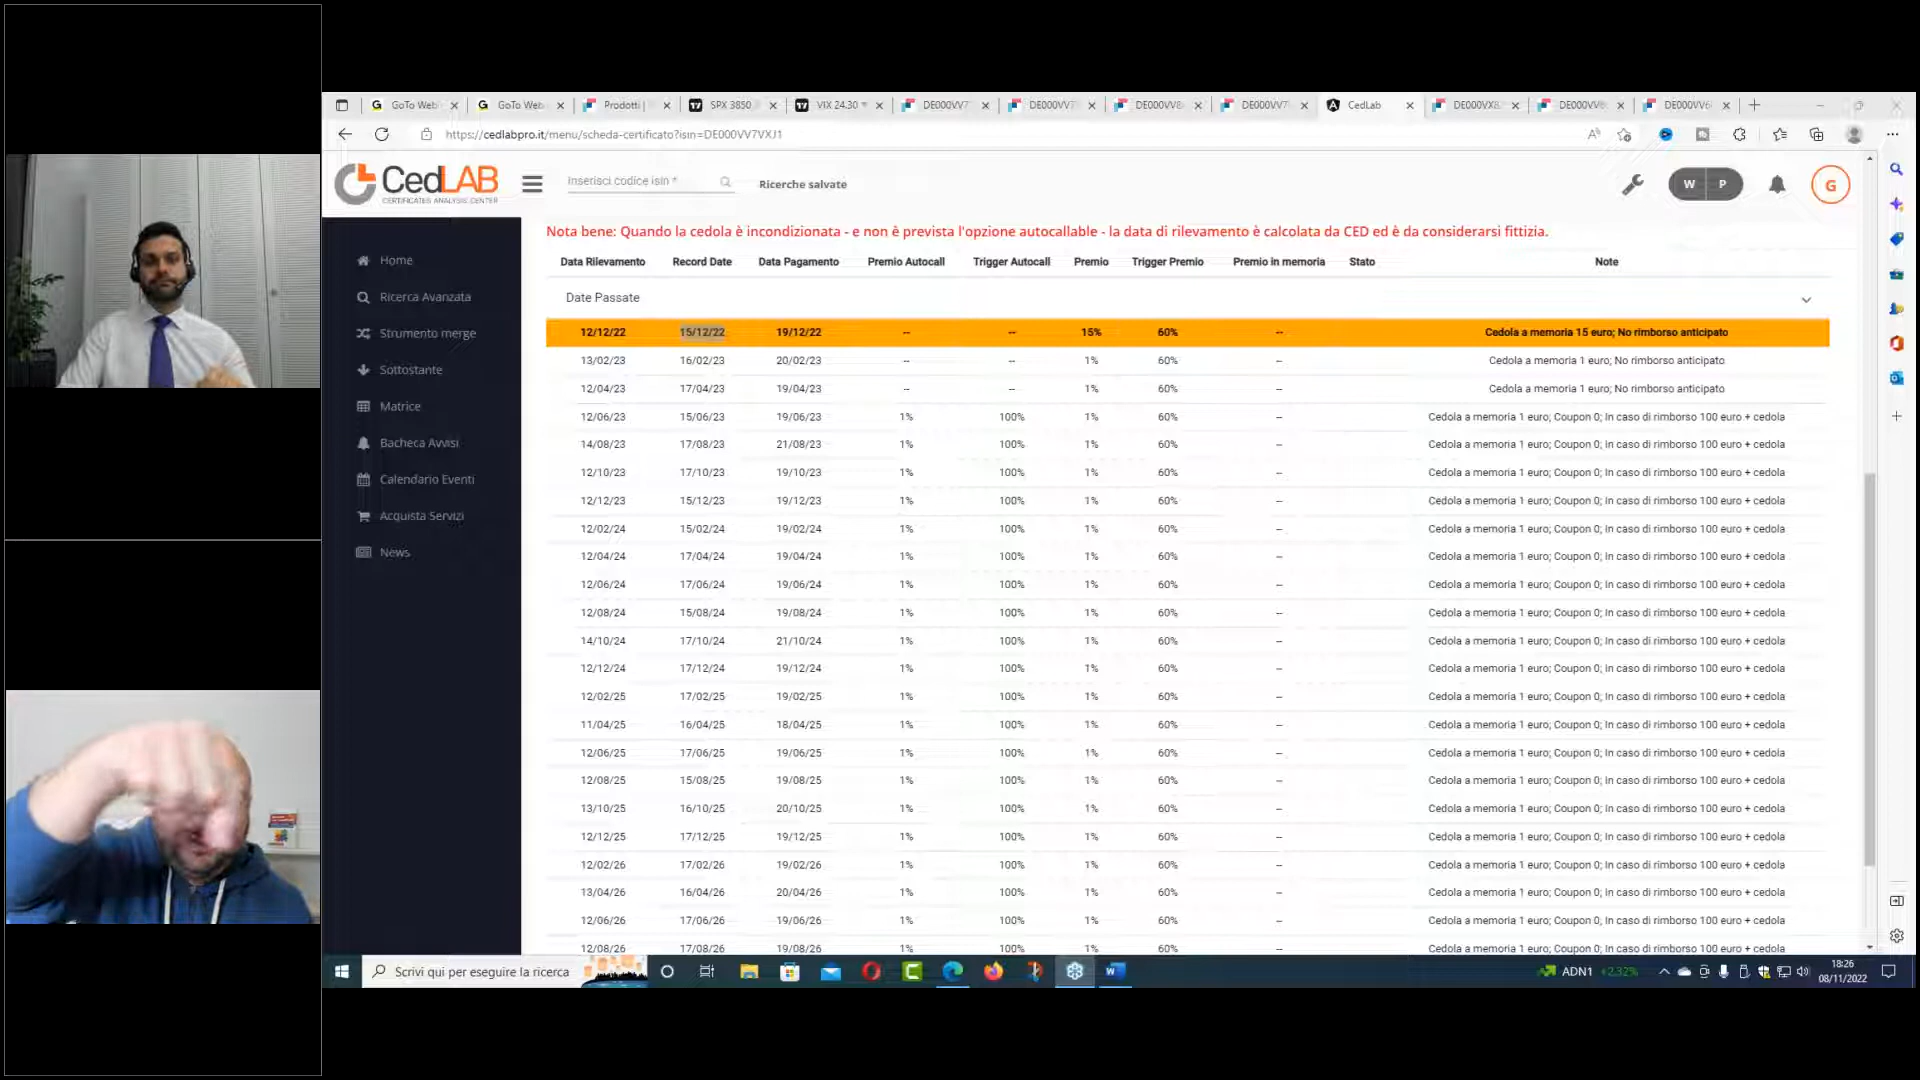 GoTo Web
GoTo Web
Prodotti |
SPX 3850
VIX 24.30
DE000VV7
DE000VV7
DE000VV8
DE000VV7
CedLab
DE000VX8
DE000VV6
DE000VV6
https://cedlabpro.it/menu/scheda-certificato?isin=DE000VV7VXJ1
CedLAB
CERTIFICATES ANALYSIS CENTER
Inserisci codice isin *
Ricerche salvate
W P
G
Home
Ricerca Avanzata
Strumento merge
Sottostante
Matrice
Bacheca Avvisi
Calendario Eventi
Acquista Servizi
News
Nota bene: Quando la cedola è incondizionata - e non è prevista l'opzione autocallable - la data di rilevamento è calcolata da CED ed è da considerarsi fittizia.
Data Rilevamento Record Date Data Pagamento Premio Autocall Trigger Autocall Premio Trigger Premio Premio in memoria Stato Note
Date Passate
12/12/22 15/12/22 19/12/22 -- -- 15% 60% -- Cedola a memoria 15 euro; No rimborso anticipato
13/02/23 16/02/23 20/02/23 -- -- 1% 60% -- Cedola a memoria 1 euro; No rimborso anticipato
12/04/23 17/04/23 19/04/23 -- -- 1% 60% -- Cedola a memoria 1 euro; No rimborso anticipato
12/06/23 15/06/23 19/06/23 1% 100% 1% 60% -- Cedola a memoria 1 euro; Coupon 0; In caso di rimborso 100 euro + cedola
14/08/23 17/08/23 21/08/23 1% 100% 1% 60% -- Cedola a memoria 1 euro; Coupon 0; In caso di rimborso 100 euro + cedola
12/10/23 17/10/23 19/10/23 1% 100% 1% 60% -- Cedola a memoria 1 euro; Coupon 0; In caso di rimborso 100 euro + cedola
12/12/23 15/12/23 19/12/23 1% 100% 1% 60% -- Cedola a memoria 1 euro; Coupon 0; In caso di rimborso 100 euro + cedola
12/02/24 15/02/24 19/02/24 1% 100% 1% 60% -- Cedola a memoria 1 euro; Coupon 0; In caso di rimborso 100 euro + cedola
12/04/24 17/04/24 19/04/24 1% 100% 1% 60% -- Cedola a memoria 1 euro; Coupon 0; In caso di rimborso 100 euro + cedola
12/06/24 17/06/24 19/06/24 1% 100% 1% 60% -- Cedola a memoria 1 euro; Coupon 0; In caso di rimborso 100 euro + cedola
12/08/24 15/08/24 19/08/24 1% 100% 1% 60% -- Cedola a memoria 1 euro; Coupon 0; In caso di rimborso 100 euro + cedola
14/10/24 17/10/24 21/10/24 1% 100% 1% 60% -- Cedola a memoria 1 euro; Coupon 0; In caso di rimborso 100 euro + cedola
12/12/24 17/12/24 19/12/24 1% 100% 1% 60% -- Cedola a memoria 1 euro; Coupon 0; In caso di rimborso 100 euro + cedola
12/02/25 17/02/25 19/02/25 1% 100% 1% 60% -- Cedola a memoria 1 euro; Coupon 0; In caso di rimborso 100 euro + cedola
11/04/25 16/04/25 18/04/25 1% 100% 1% 60% -- Cedola a memoria 1 euro; Coupon 0; In caso di rimborso 100 euro + cedola
12/06/25 17/06/25 19/06/25 1% 100% 1% 60% -- Cedola a memoria 1 euro; Coupon 0; In caso di rimborso 100 euro + cedola
12/08/25 15/08/25 19/08/25 1% 100% 1% 60% -- Cedola a memoria 1 euro; Coupon 0; In caso di rimborso 100 euro + cedola
13/10/25 16/10/25 20/10/25 1% 100% 1% 60% -- Cedola a memoria 1 euro; Coupon 0; In caso di rimborso 100 euro + cedola
12/12/25 17/12/25 19/12/25 1% 100% 1% 60% -- Cedola a memoria 1 euro; Coupon 0; In caso di rimborso 100 euro + cedola
12/02/26 17/02/26 19/02/26 1% 100% 1% 60% -- Cedola a memoria 1 euro; Coupon 0; In caso di rimborso 100 euro + cedola
13/04/26 16/04/26 20/04/26 1% 100% 1% 60% -- Cedola a memoria 1 euro; Coupon 0; In caso di rimborso 100 euro + cedola
12/06/26 17/06/26 19/06/26 1% 100% 1% 60% -- Cedola a memoria 1 euro; Coupon 0; In caso di rimborso 100 euro + cedola
12/08/26 17/08/26 19/08/26 1% 100% 1% 60% -- Cedola a memoria 1 euro; Coupon 0; In caso di rimborso 100 euro + cedola
Scrivi qui per eseguire la ricerca
ADN1 +2,32%
18:26
08/11/2022